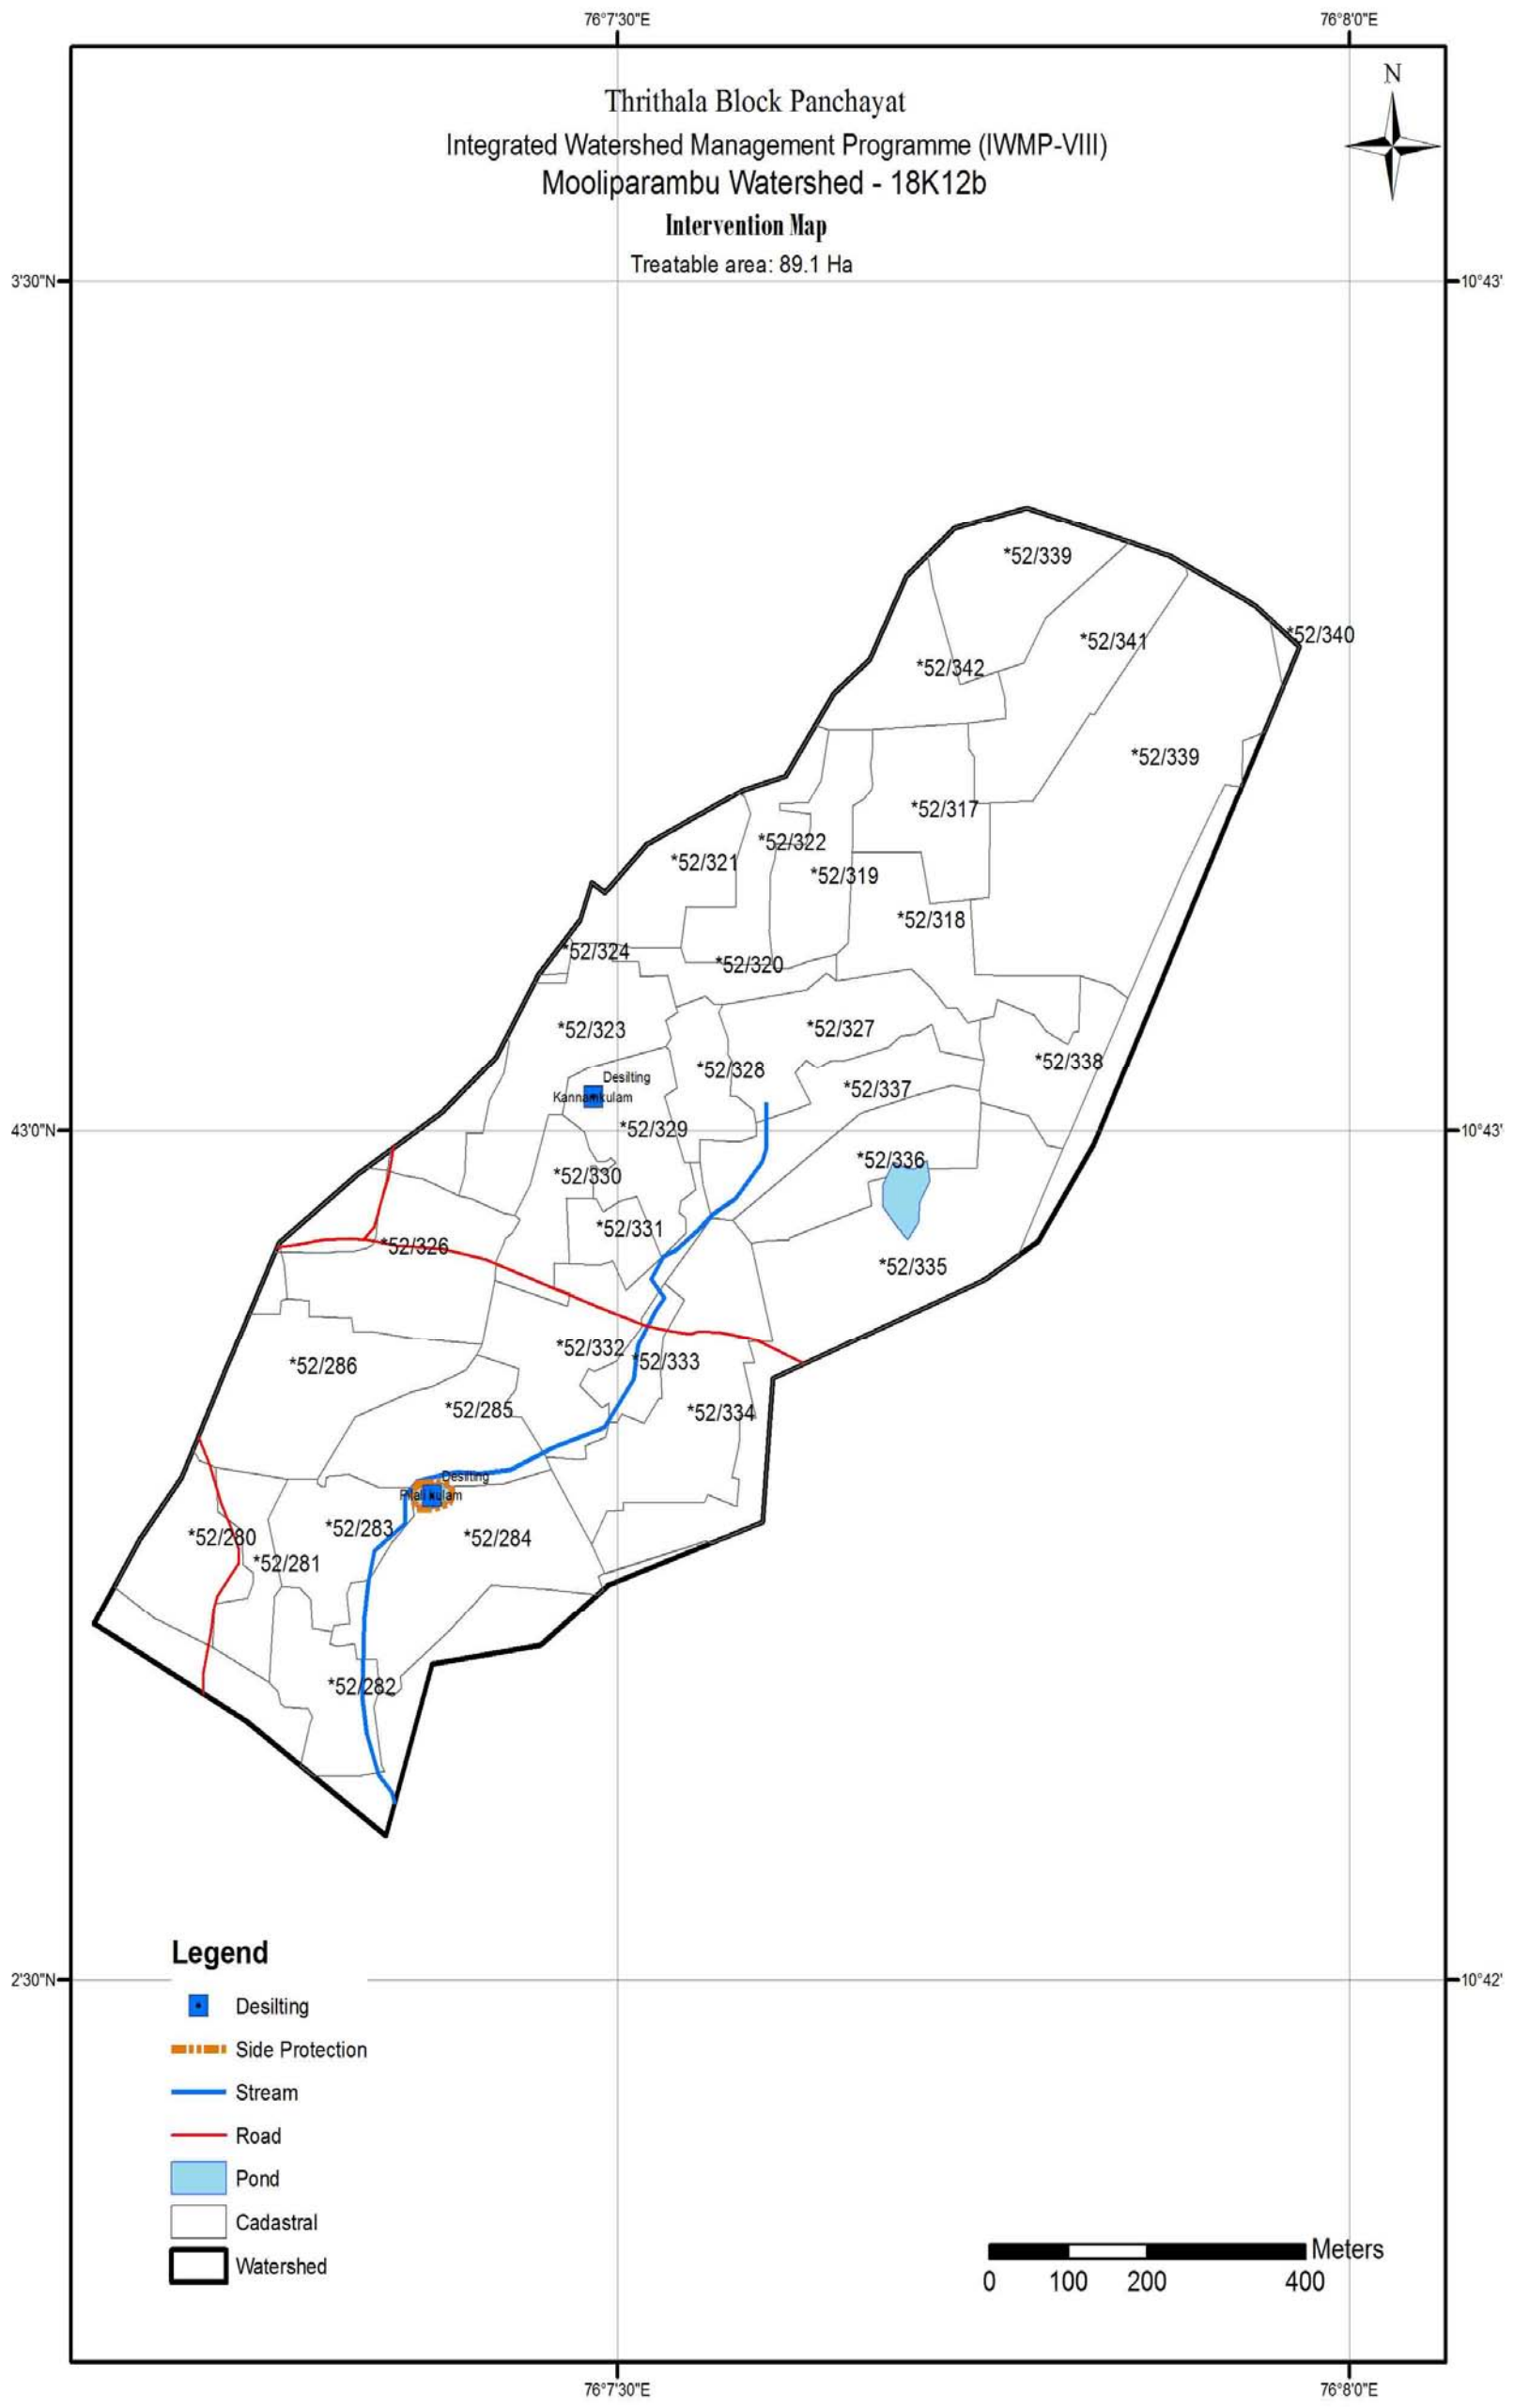 76°7'30"E 76°8'0"E
N
Thrithala Block Panchayat
Integrated Watershed Management Programme (IWMP-VIII)
Mooliparambu Watershed - 18K12b
Intervention Map
Treatable area: 89.1 Ha
3'30"N 10°43'
*52/339
*52/340
*52/341
*52/342
*52/339
*52/317
*52/322
*52/321
*52/319
*52/318
*52/324
*52/320
*52/323 *52/327
*52/338
*52/328
Desilting
*52/337
Kannamkulam
*52/329
43'0"N 10°43'
*52/336
*52/330
*52/331
*52/326
*52/335
*52/332
*52/333
*52/286
*52/285
*52/334
Desilting
*52/283
*52/280 *52/284
*52/281
*52/282
Legend
2'30"N 10°42'
Desilting
Side Protection
Stream
Road
Pond
Cadastral
Watershed
Meters
0 100 200 400
76°7'30"E 76°8'0"E